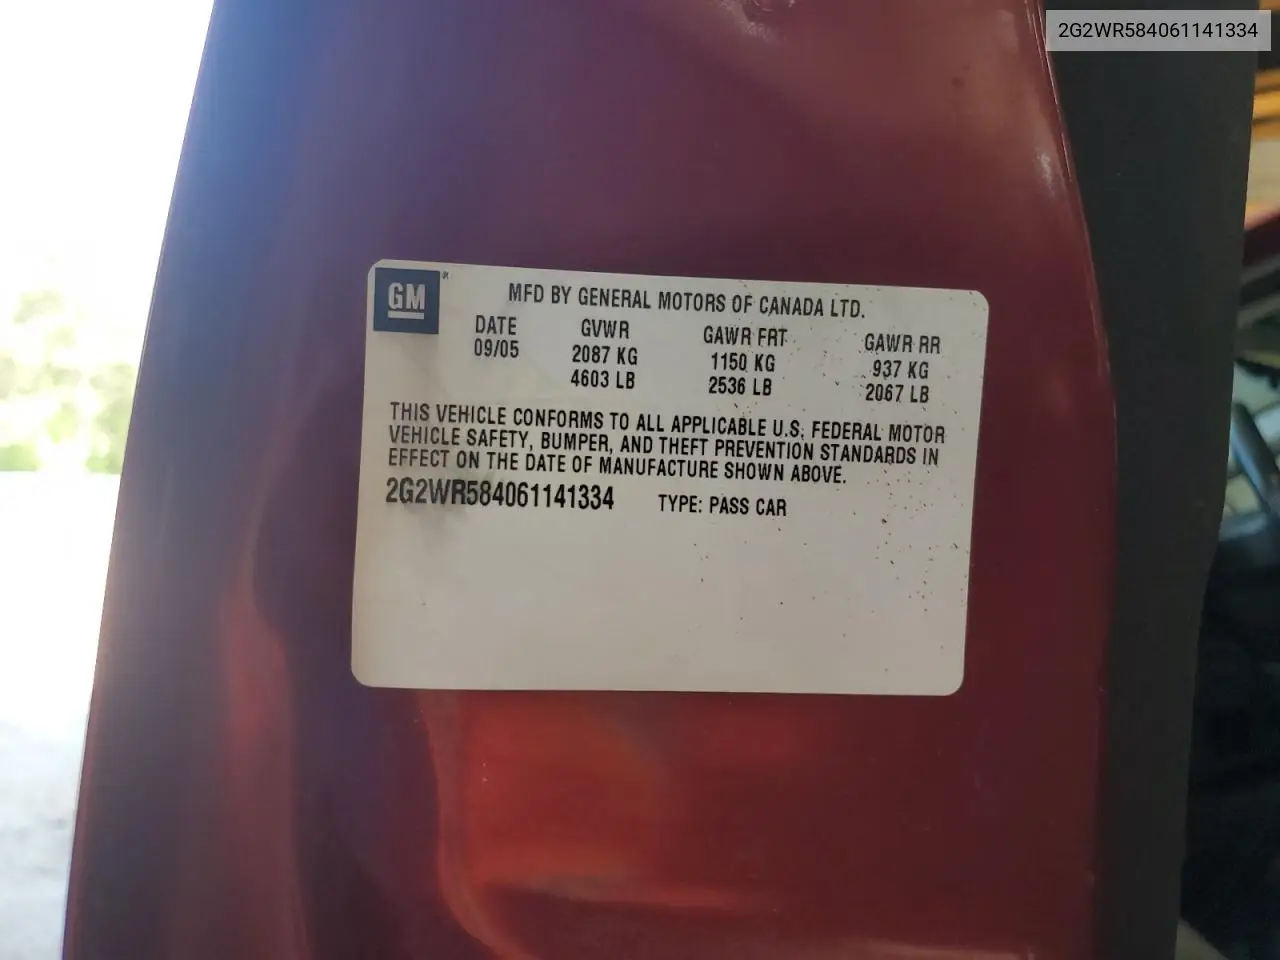 2G2WR584061141334
GM
MFD BY GENERAL MOTORS OF CANADA LTD.
DATE GVWR GAWR FRT GAWR RR
09/05 2087 KG 1150 KG 937 KG
4603 LB 2536 LB 2067 LB
THIS VEHICLE CONFORMS TO ALL APPLICABLE U.S. FEDERAL MOTOR
VEHICLE SAFETY, BUMPER, AND THEFT PREVENTION STANDARDS IN
EFFECT ON THE DATE OF MANUFACTURE SHOWN ABOVE.
2G2WR584061141334 TYPE: PASS CAR